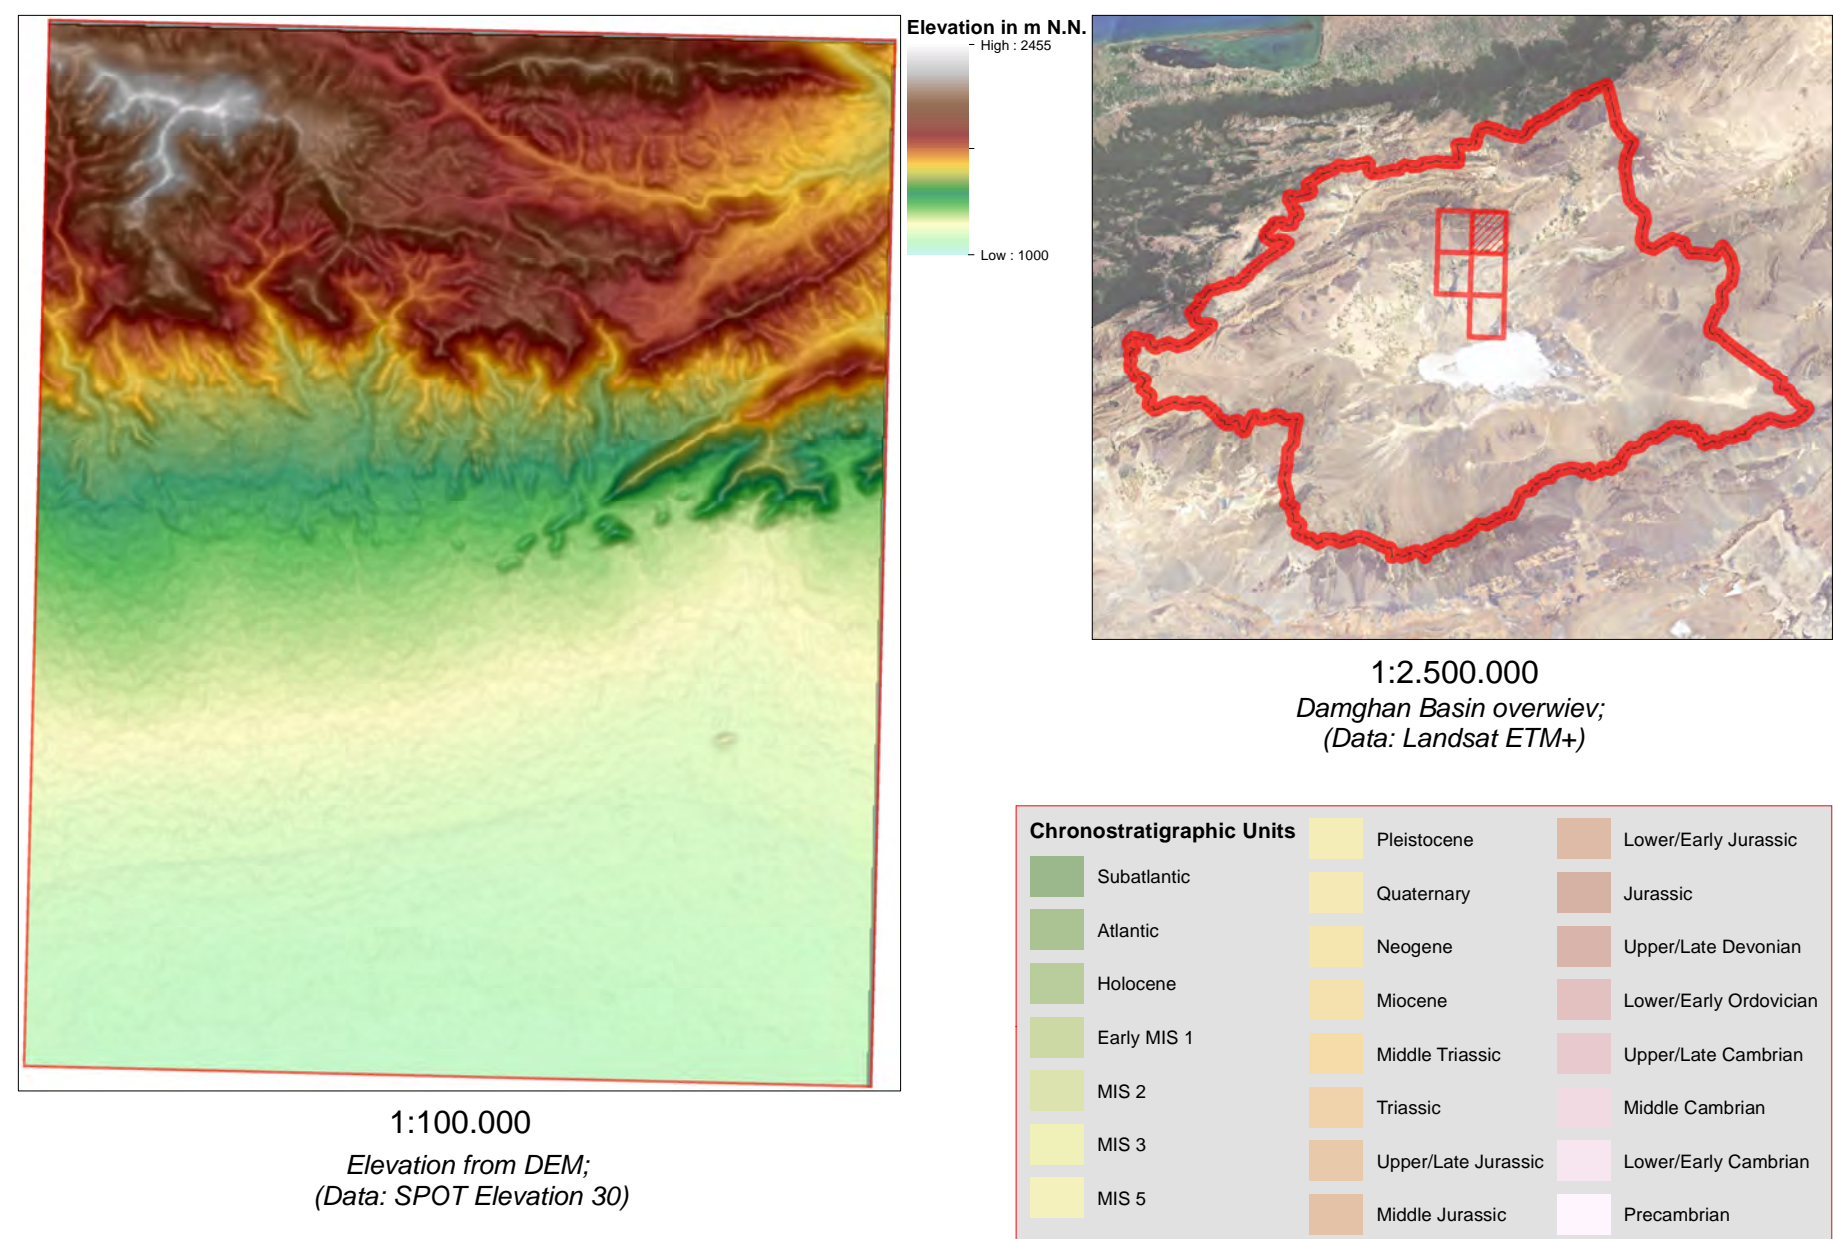 Elevation in m N.N.
High : 2455
Low : 1000
1:100.000
Elevation from DEM;
(Data: SPOT Elevation 30)
1:2.500.000
Damghan Basin overwiev;
(Data: Landsat ETM+)
Chronostratigraphic Units
Subatlantic
Atlantic
Holocene
Early MIS 1
MIS 2
MIS 3
MIS 5
Pleistocene
Quaternary
Neogene
Miocene
Middle Triassic
Triassic
Upper/Late Jurassic
Middle Jurassic
Lower/Early Jurassic
Jurassic
Upper/Late Devonian
Lower/Early Ordovician
Upper/Late Cambrian
Middle Cambrian
Lower/Early Cambrian
Precambrian